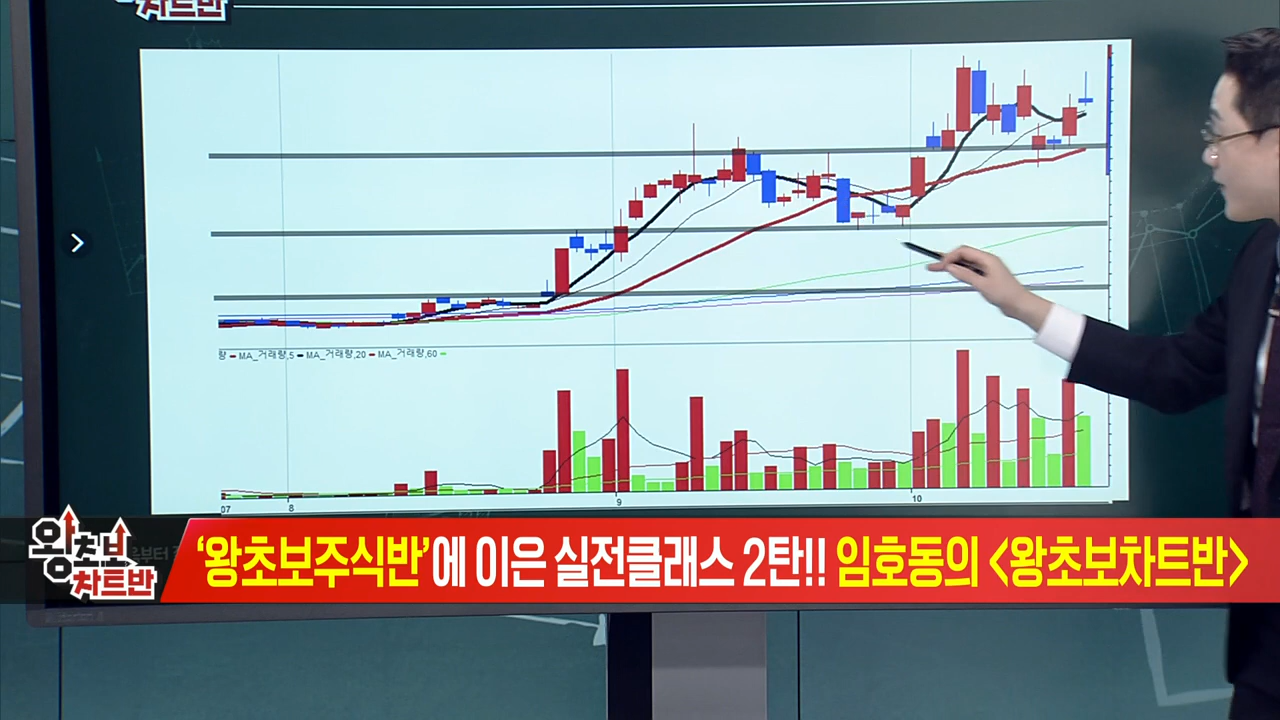 차트반
량 MA_거래량,5 MA_거래량,20 MA_거래량,60
07 8 9 10
왕초보
차트반
'왕초보주식반'에 이은 실전클래스 2탄!! 임호동의 <왕초보차트반>